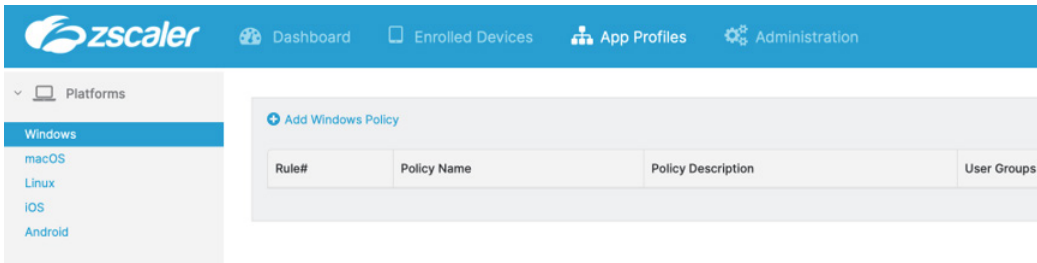 zscaler Dashboard Enrolled Devices App Profiles Administration
Platforms
Windows
macOS
Linux
iOS
Android
Add Windows Policy
Rule# Policy Name Policy Description User Groups